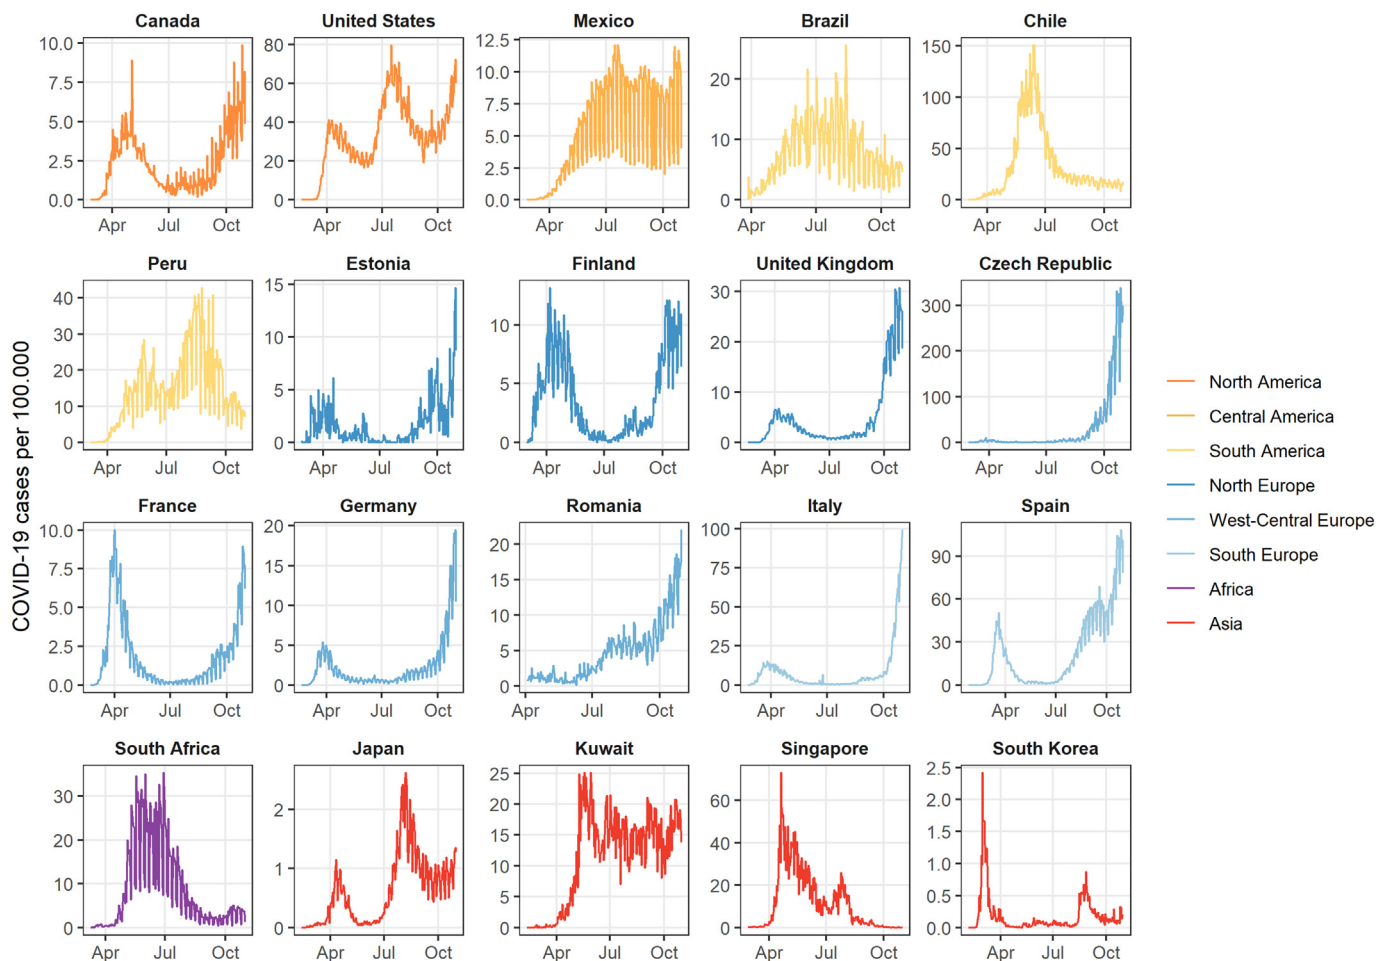 Canada United States Mexico Brazil Chile
10.0 80 12.5 20 150
7.5 60 10.0 10 100
5.0 40 7.5 0 50
2.5 20 5.0 0
0.0 0 2.5
0.0
Apr Jul Oct Apr Jul Oct Apr Jul Oct Apr Jul Oct Apr Jul Oct
Peru Estonia Finland United Kingdom Czech Republic
40 15 10 30 300
30 10 5 20 200
20 5 0 10 100
10 0 0 0
0
Apr Jul Oct Apr Jul Oct Apr Jul Oct Apr Jul Oct Apr Jul Oct
France Germany Romania Italy Spain
10.0 20 20 100 90
7.5 15 15 75 60
5.0 10 10 50 30
2.5 5 5 25 0
0.0 0 0 0
Apr Jul Oct Apr Jul Oct Apr Jul Oct Apr Jul Oct Apr Jul Oct
South Africa Japan Kuwait Singapore South Korea
30 2 25 60 2.5
20 1 20 40 2.0
10 0 15 20 1.5
0 10 0 1.0
5 0.5
0 0.0
Apr Jul Oct Apr Jul Oct Apr Jul Oct Apr Jul Oct Apr Jul Oct
COVID-19 cases per 100.000
North America
Central America
South America
North Europe
West-Central Europe
South Europe
Africa
Asia